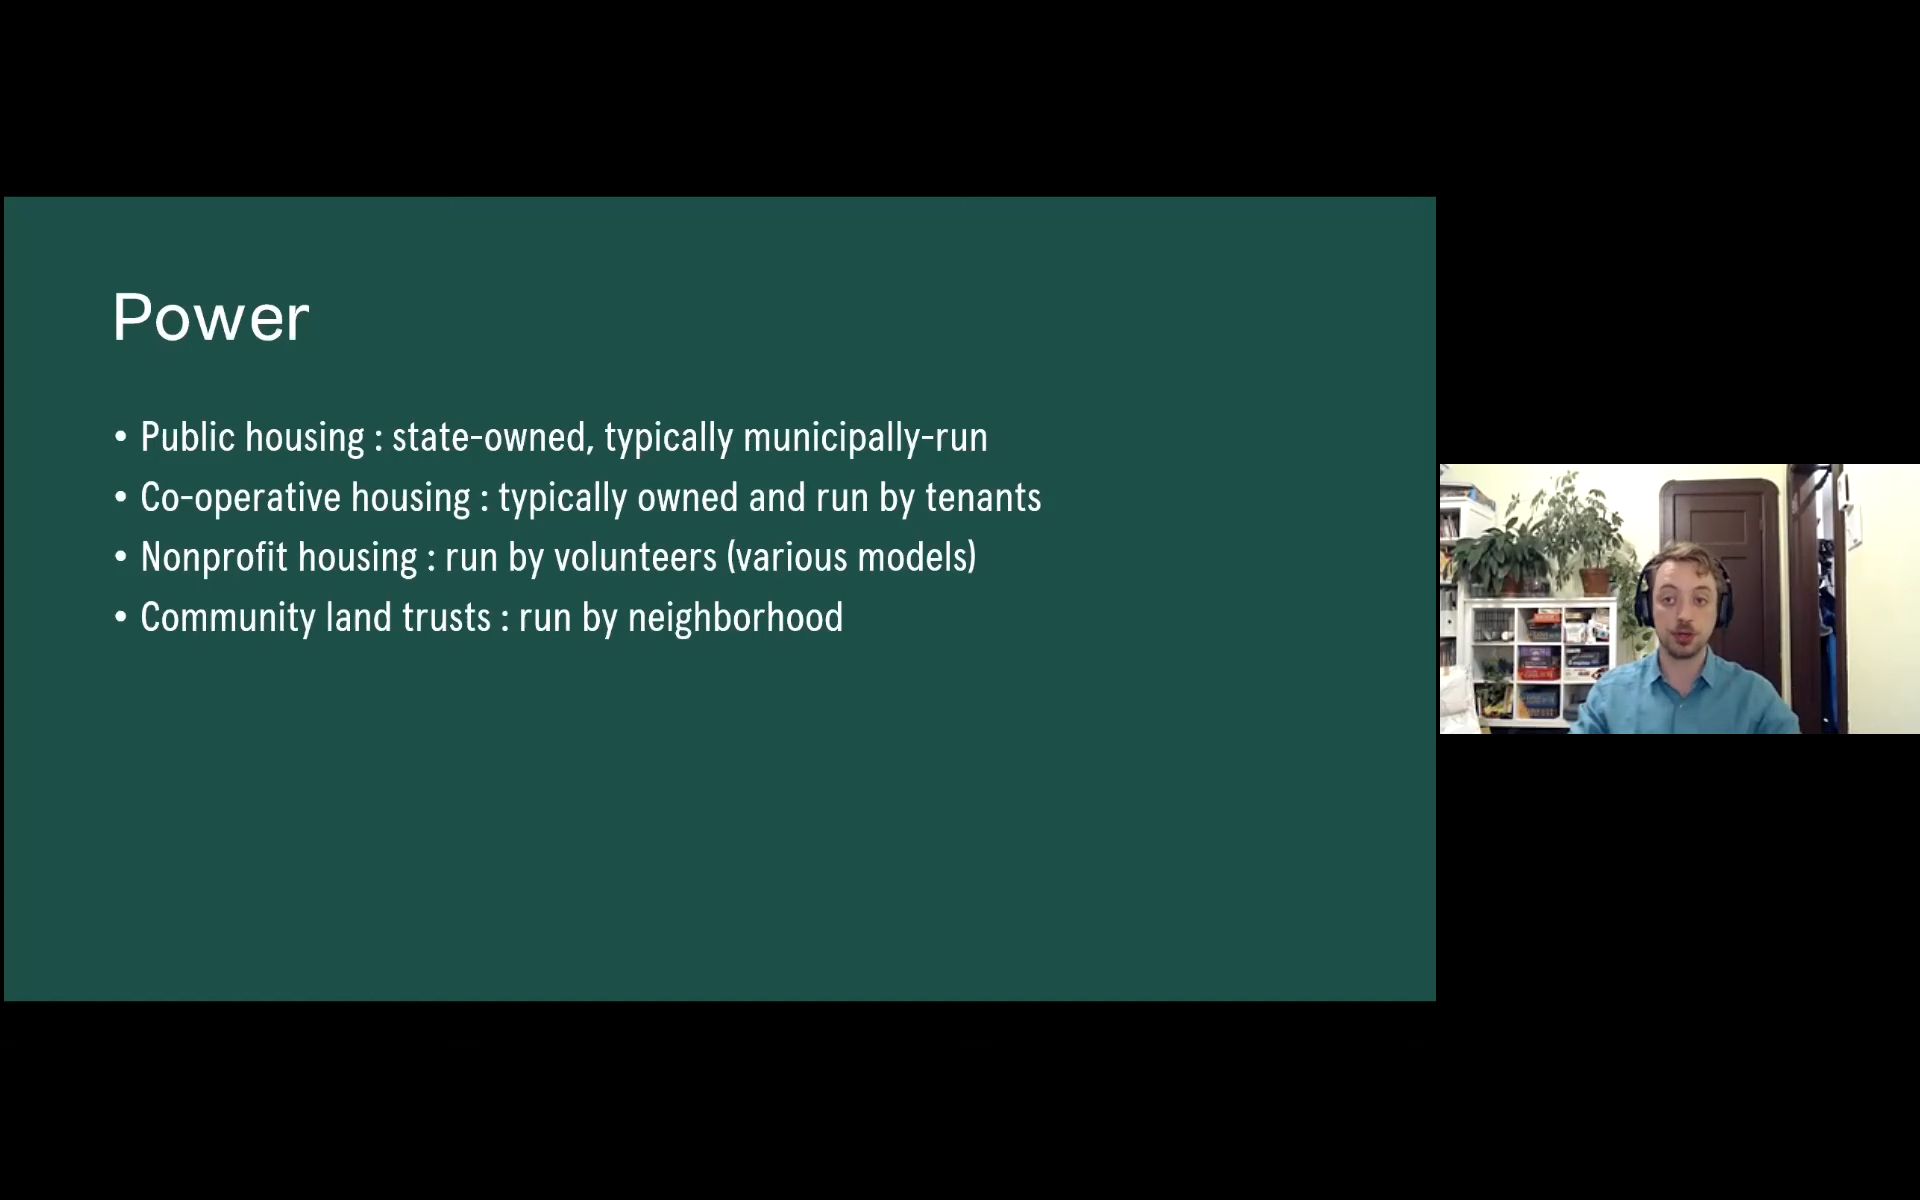 Power
• Public housing : state-owned, typically municipally-run
• Co-operative housing : typically owned and run by tenants
• Nonprofit housing : run by volunteers (various models)
• Community land trusts : run by neighborhood